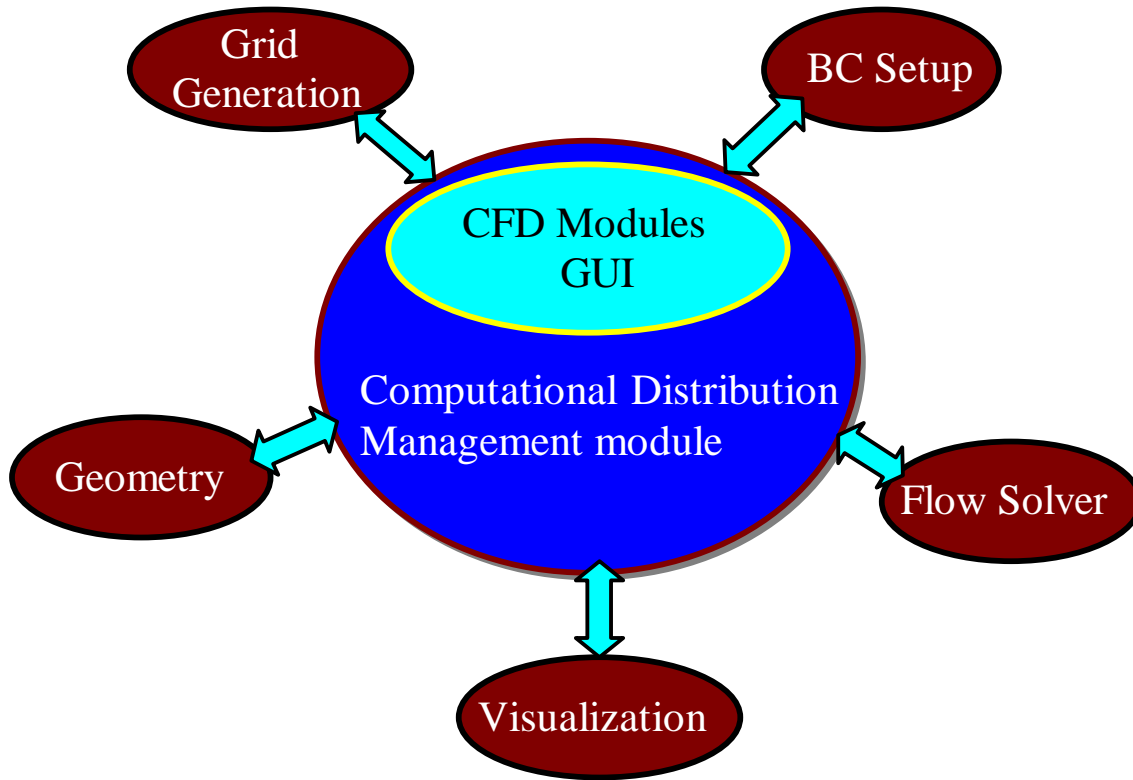 Grid
Generation
BC Setup
CFD Modules
GUI
Computational Distribution
Management module
Geometry
Flow Solver
Visualization